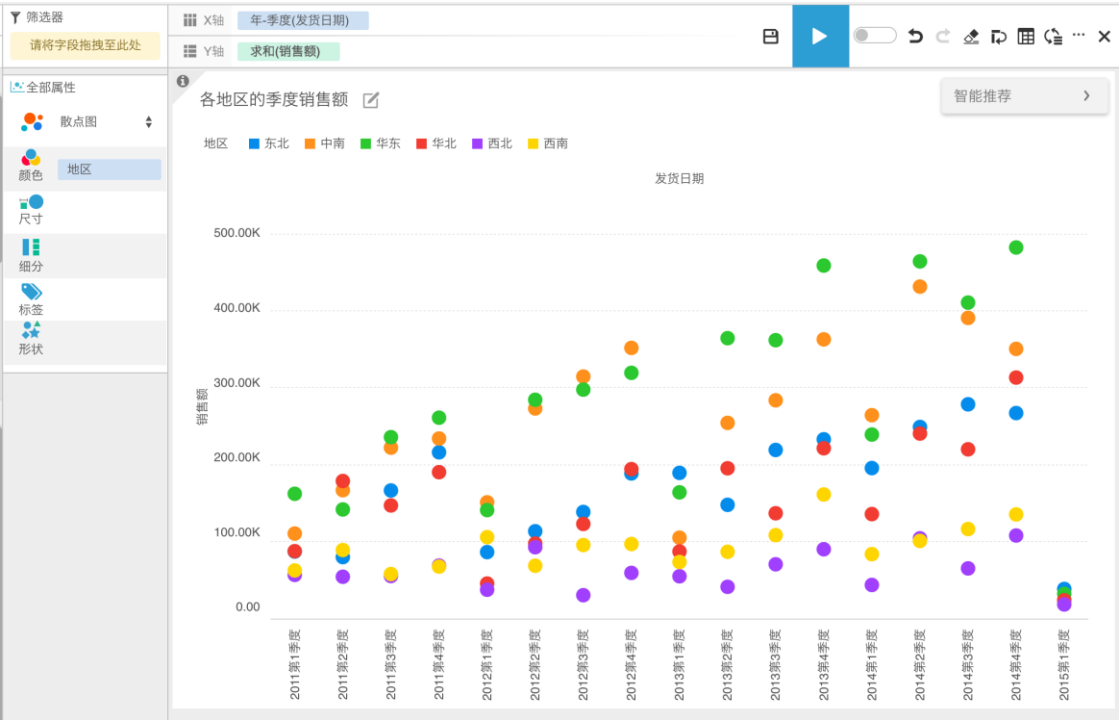 筛选器
请将字段拖拽至此处
X轴
年-季度(发货日期)
Y轴
求和(销售额)
全部属性
散点图
颜色
地区
尺寸
细分
标签
形状
各地区的季度销售额
智能推荐
地区
东北
中南
华东
华北
西北
西南
发货日期
销售额
500.00K
400.00K
300.00K
200.00K
100.00K
0.00
2011第1季度
2011第2季度
2011第3季度
2011第4季度
2012第1季度
2012第2季度
2012第3季度
2012第4季度
2013第1季度
2013第2季度
2013第3季度
2013第4季度
2014第1季度
2014第2季度
2014第3季度
2014第4季度
2015第1季度